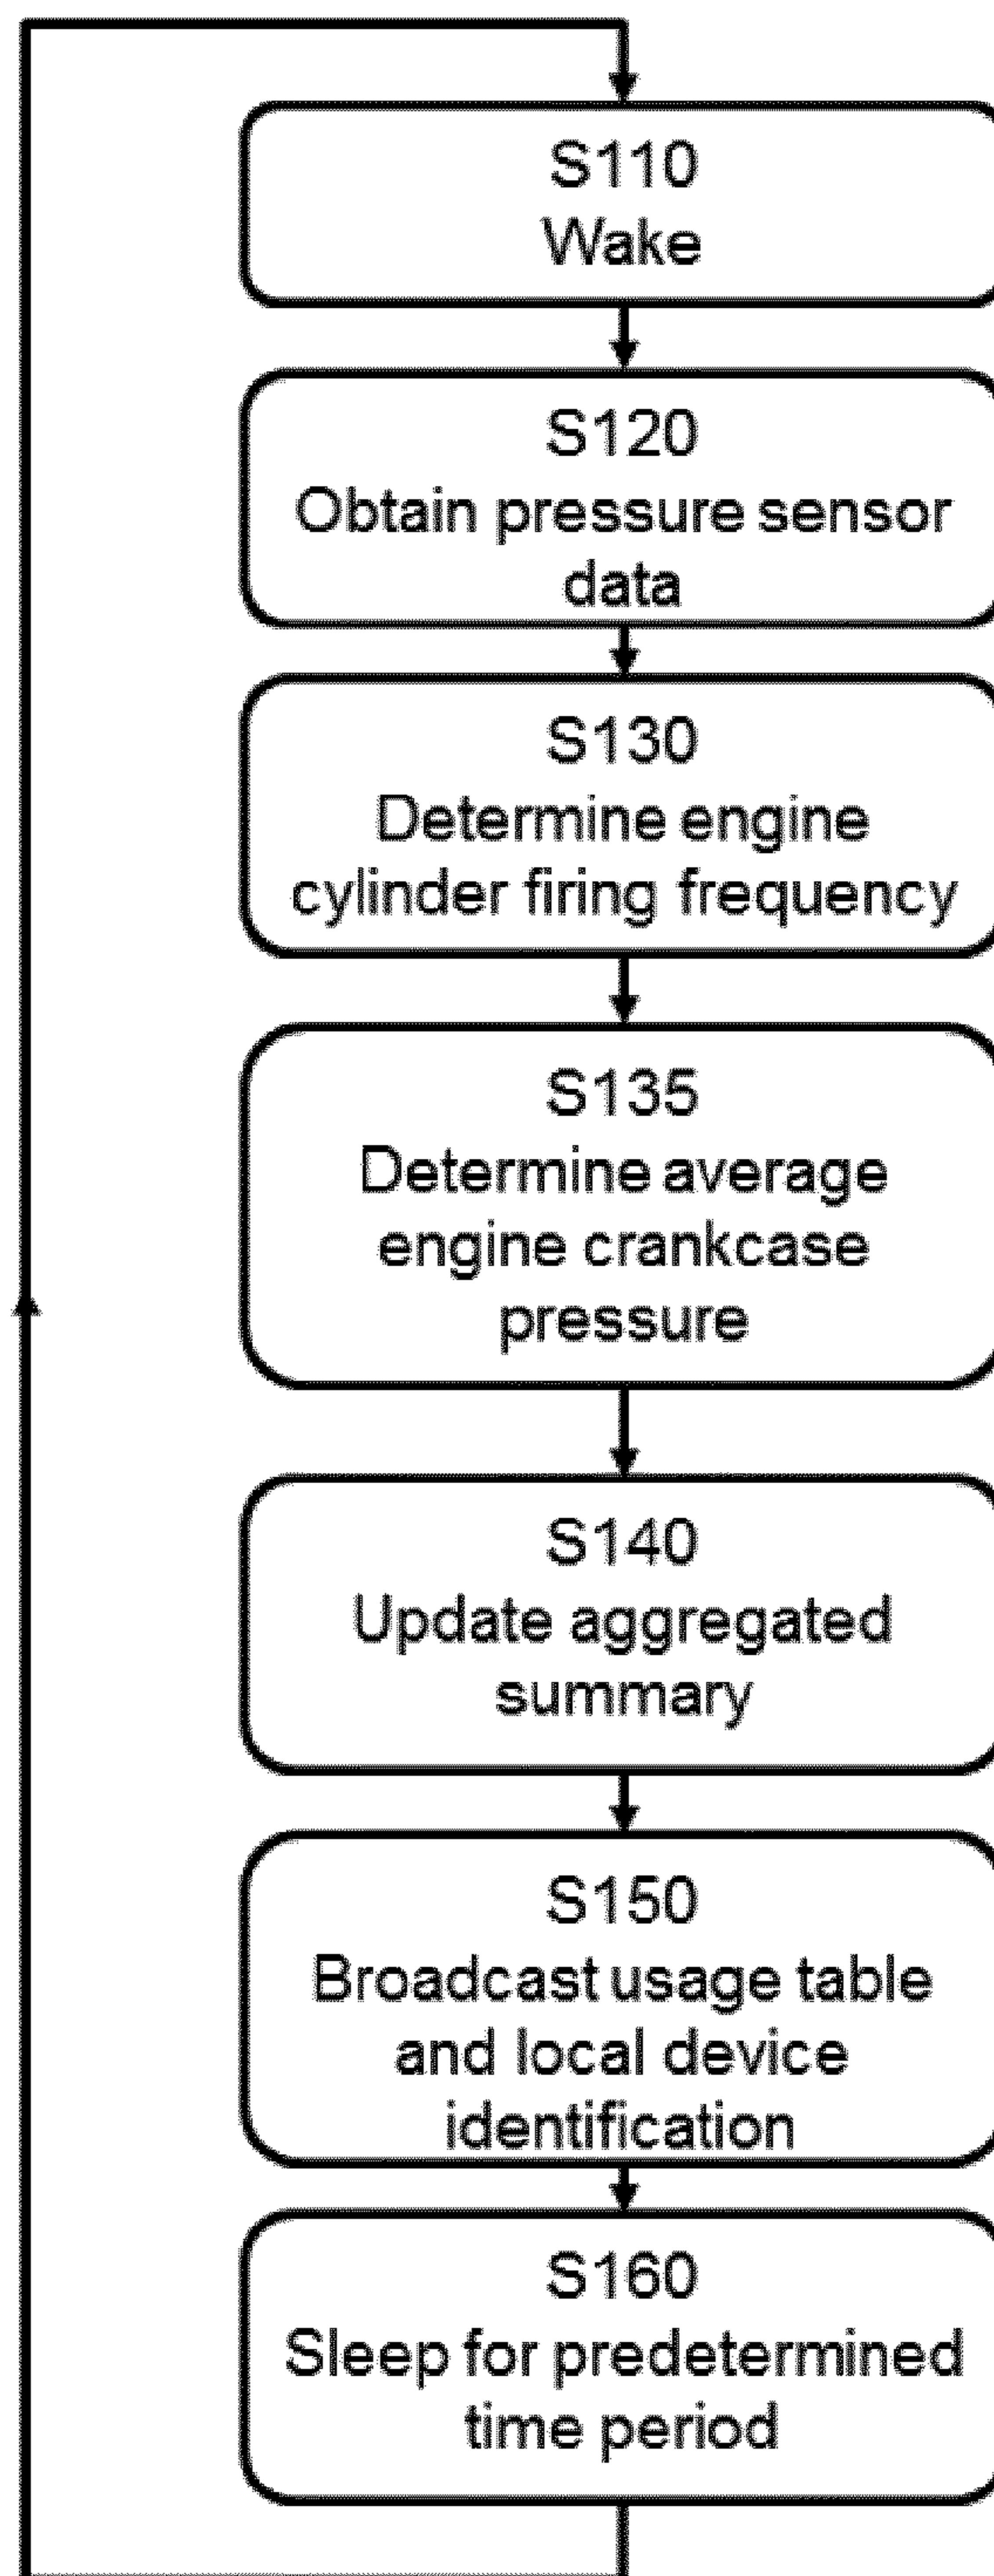 S110
Wake
S120
Obtain pressure sensor
data
S130
Determine engine
cylinder firing frequency
S135
Determine average
engine crankcase
pressure
S140
Update aggregated
summary
S150
Broadcast usage table
and local device
identification
S160
Sleep for predetermined
time period